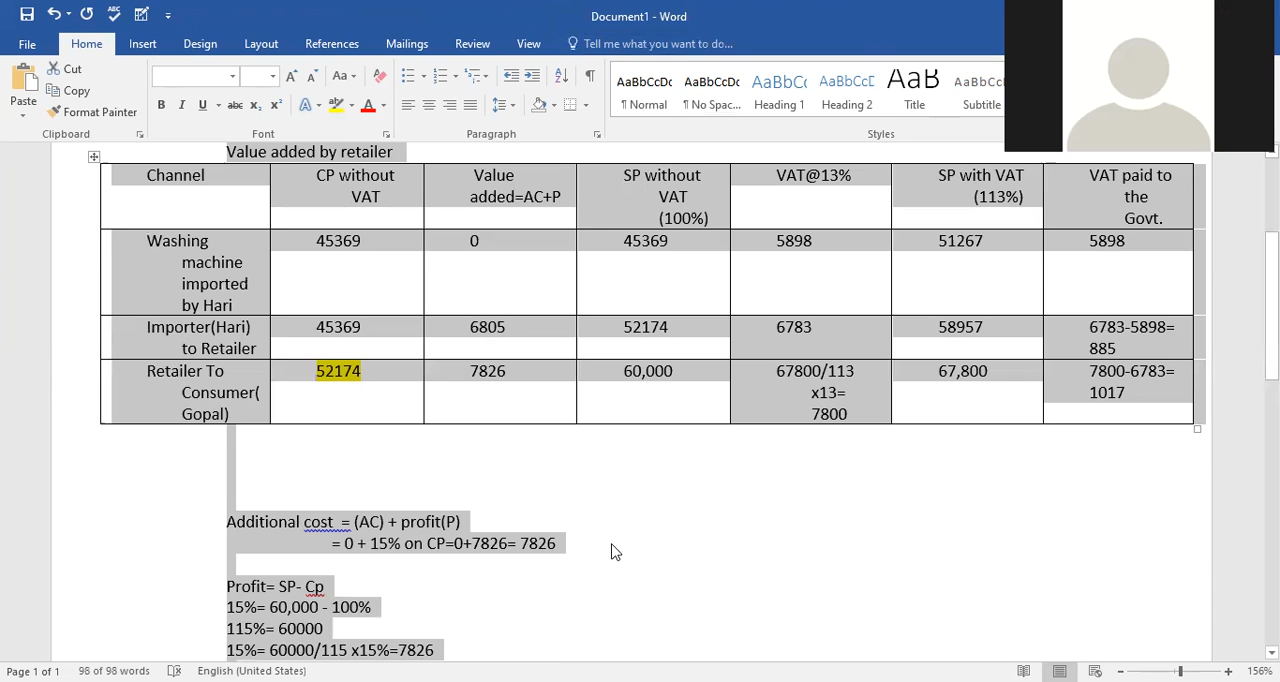 Document1 - Word
File Home Insert Design Layout References Mailings Review View Tell me what you want to do...
Paste
Cut
Copy
Format Painter
Clipboard
Aa
B I U abc x₂ x² A A
Font
Paragraph
AaBbCcDc AaBbCcDc AaBbC AaBbCcE AaB AaBbCcD
¶ Normal ¶ No Spac... Heading 1 Heading 2 Title Subtitle
Styles
Value added by retailer
Channel
CP without
VAT
Value
added=AC+P
SP without
VAT
(100%)
VAT@13%
SP with VAT
(113%)
VAT paid to
the
Govt.
Washing
machine
imported
by Hari
45369
0
45369
5898
51267
5898
Importer(Hari)
to Retailer
45369
6805
52174
6783
58957
6783-5898=
885
Retailer To
Consumer(
Gopal)
52174
7826
60,000
67800/113
x13=
7800
67,800
7800-6783=
1017
Additional cost = (AC) + profit(P)
= 0 + 15% on CP=0+7826= 7826
Profit= SP- Cp
15%= 60,000 - 100%
115%= 60000
15%= 60000/115 x15%=7826
Page 1 of 1 98 of 98 words English (United States) 156%